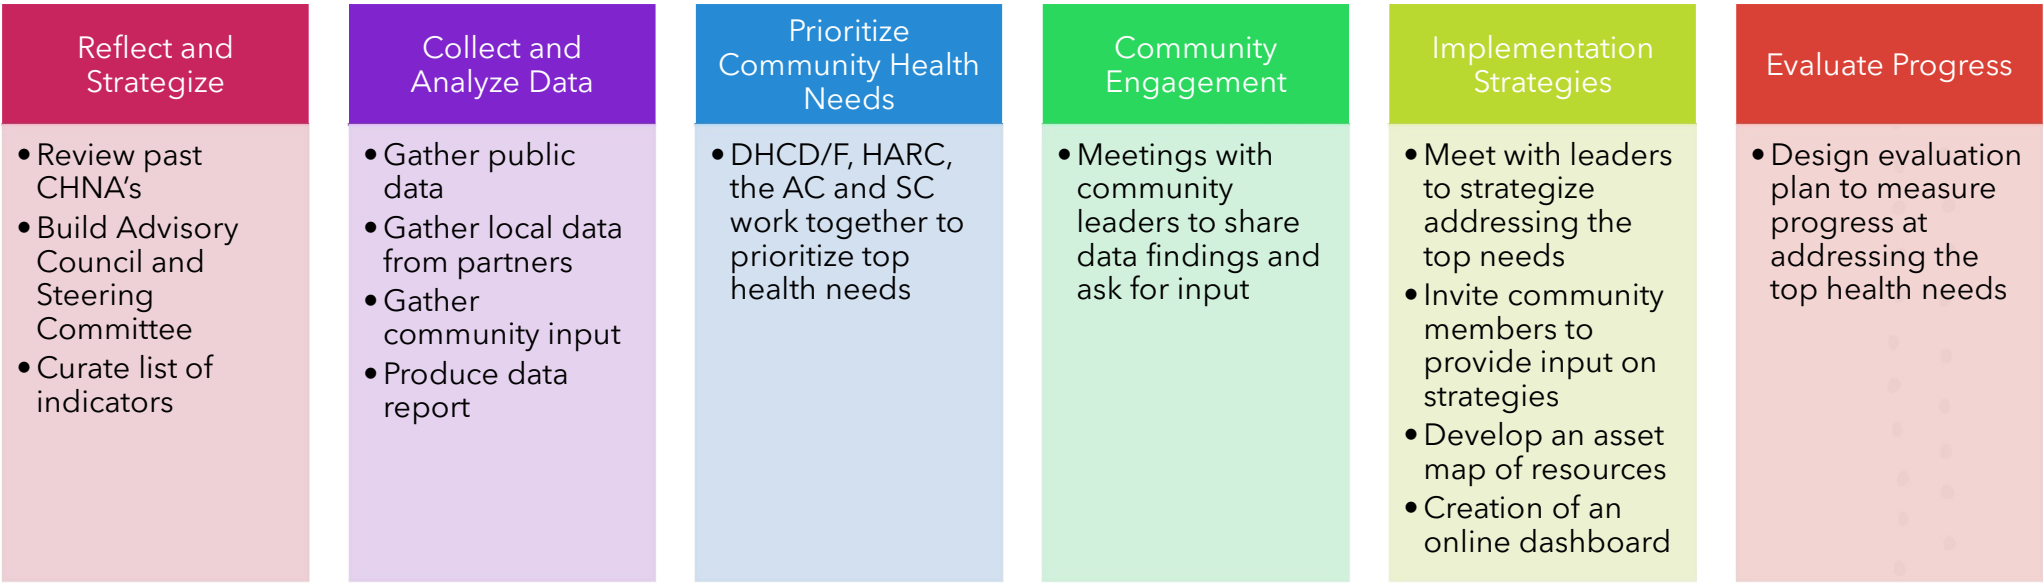 Reflect and
Strategize
• Review past
CHNA’s
• Build Advisory
Council and
Steering
Committee
• Curate list of
indicators
Collect and
Analyze Data
• Gather public
data
• Gather local data
from partners
• Gather
community input
• Produce data
report
Prioritize
Community Health
Needs
• DHCD/F, HARC,
the AC and SC
work together to
prioritize top
health needs
Community
Engagement
• Meetings with
community
leaders to share
data findings and
ask for input
Implementation
Strategies
• Meet with leaders
to strategize
addressing the
top needs
• Invite community
members to
provide input on
strategies
• Develop an asset
map of resources
• Creation of an
online dashboard
Evaluate Progress
• Design evaluation
plan to measure
progress at
addressing the
top health needs